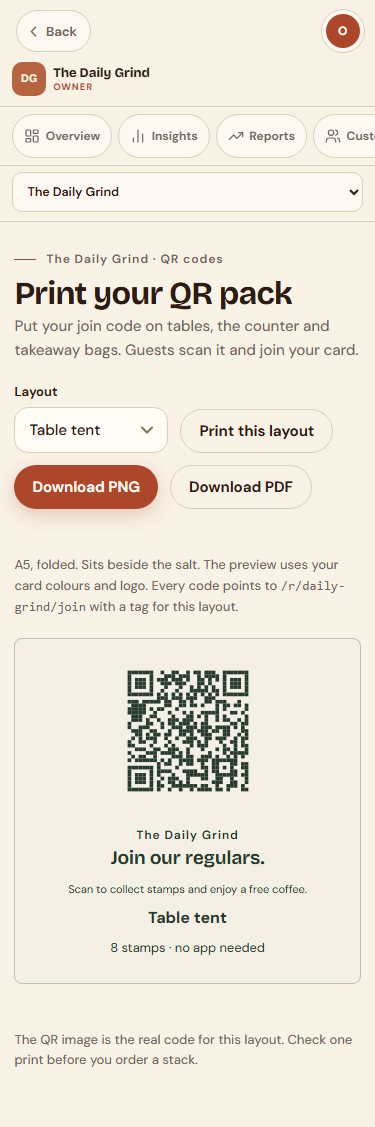 Back
O
DG
The Daily Grind
OWNER
Overview
Insights
Reports
Cust
The Daily Grind
The Daily Grind · QR codes
Print your QR pack
Put your join code on tables, the counter and
takeaway bags. Guests scan it and join your card.
Layout
Table tent
Print this layout
Download PNG
Download PDF
A5, folded. Sits beside the salt. The preview uses your
card colours and logo. Every code points to /r/daily-
grind/join with a tag for this layout.
The Daily Grind
Join our regulars.
Scan to collect stamps and enjoy a free coffee.
Table tent
8 stamps · no app needed
The QR image is the real code for this layout. Check one
print before you order a stack.